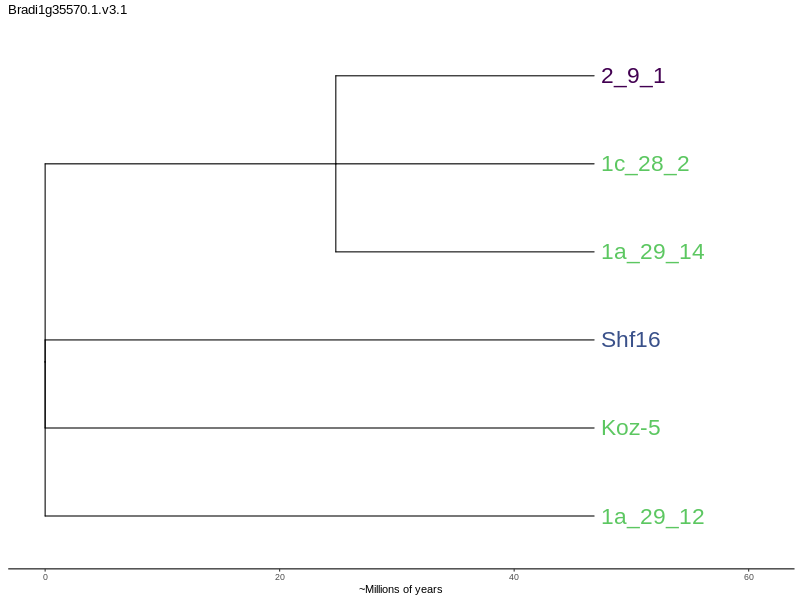 Bradi1g35570.1.v3.1
2_9_1
1c_28_2
1a_29_14
Shf16
Koz-5
1a_29_12
0 20 40 60
~Millions of years